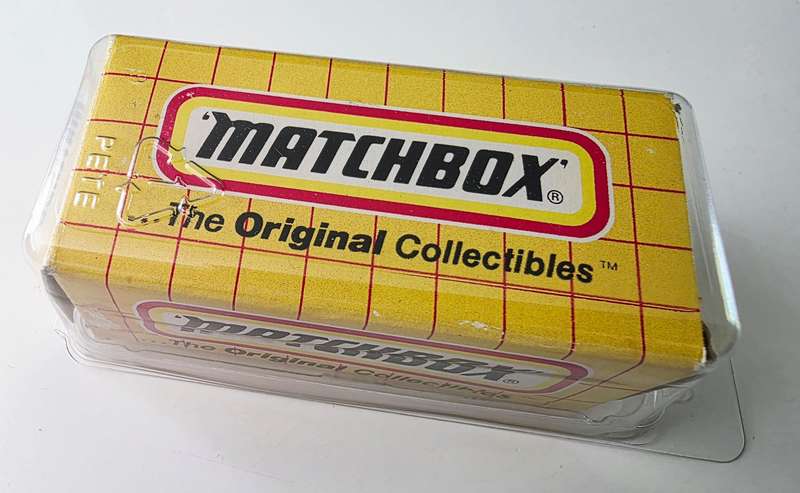 'MATCHBOX'®
...The Original Collectibles™
PETE
'MATCHBOX'®
...The Original Collectibles